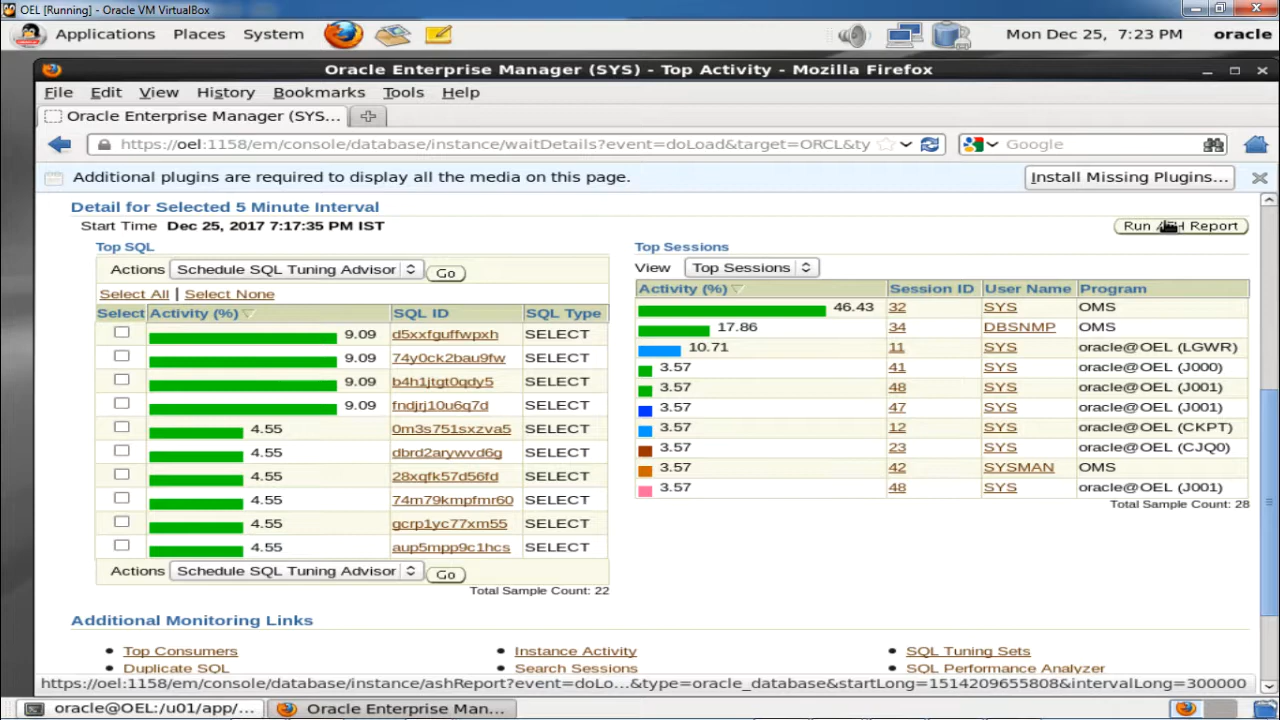 OEL [Running] - Oracle VM VirtualBox
Applications Places System Mon Dec 25, 7:23 PM oracle
Oracle Enterprise Manager (SYS) - Top Activity - Mozilla Firefox
File Edit View History Bookmarks Tools Help
Oracle Enterprise Manager (SYS...
https://oel:1158/em/console/database/instance/waitDetails?event=doLoad&target=ORCL&ty Google
Additional plugins are required to display all the media on this page. Install Missing Plugins...
Detail for Selected 5 Minute Interval
Start Time Dec 25, 2017 7:17:35 PM IST
Run Report
Top SQL
Actions Schedule SQL Tuning Advisor Go
Select All | Select None
Select Activity (%) SQL ID SQL Type
9.09 d5xxfguffwpxh SELECT
9.09 74y0ck2bau9fw SELECT
9.09 b4h1jtgt0qdy5 SELECT
9.09 fndjrj10u6q7d SELECT
4.55 0m3s751sxzva5 SELECT
4.55 dbrd2arywvd6g SELECT
4.55 28xqfk57d56fd SELECT
4.55 74m79kmpfmr60 SELECT
4.55 gcrp1yc77xm55 SELECT
4.55 aup5mpp9c1hcs SELECT
Actions Schedule SQL Tuning Advisor Go
Total Sample Count: 22
Top Sessions
View Top Sessions
Activity (%) Session ID User Name Program
46.43 32 SYS OMS
17.86 34 DBSNMP OMS
10.71 11 SYS oracle@OEL (LGWR)
3.57 41 SYS oracle@OEL (J000)
3.57 48 SYS oracle@OEL (J001)
3.57 47 SYS oracle@OEL (J001)
3.57 12 SYS oracle@OEL (CKPT)
3.57 23 SYS oracle@OEL (CJQ0)
3.57 42 SYSMAN OMS
3.57 48 SYS oracle@OEL (J001)
Total Sample Count: 28
Additional Monitoring Links
Top Consumers Instance Activity SQL Tuning Sets
Duplicate SQL Search Sessions SQL Performance Analyzer
https://oel:1158/em/console/database/instance/ashReport?event=doLo...&type=oracle_database&startLong=1514209655808&intervalLong=300000
oracle@OEL:/u01/app/... Oracle Enterprise Man...